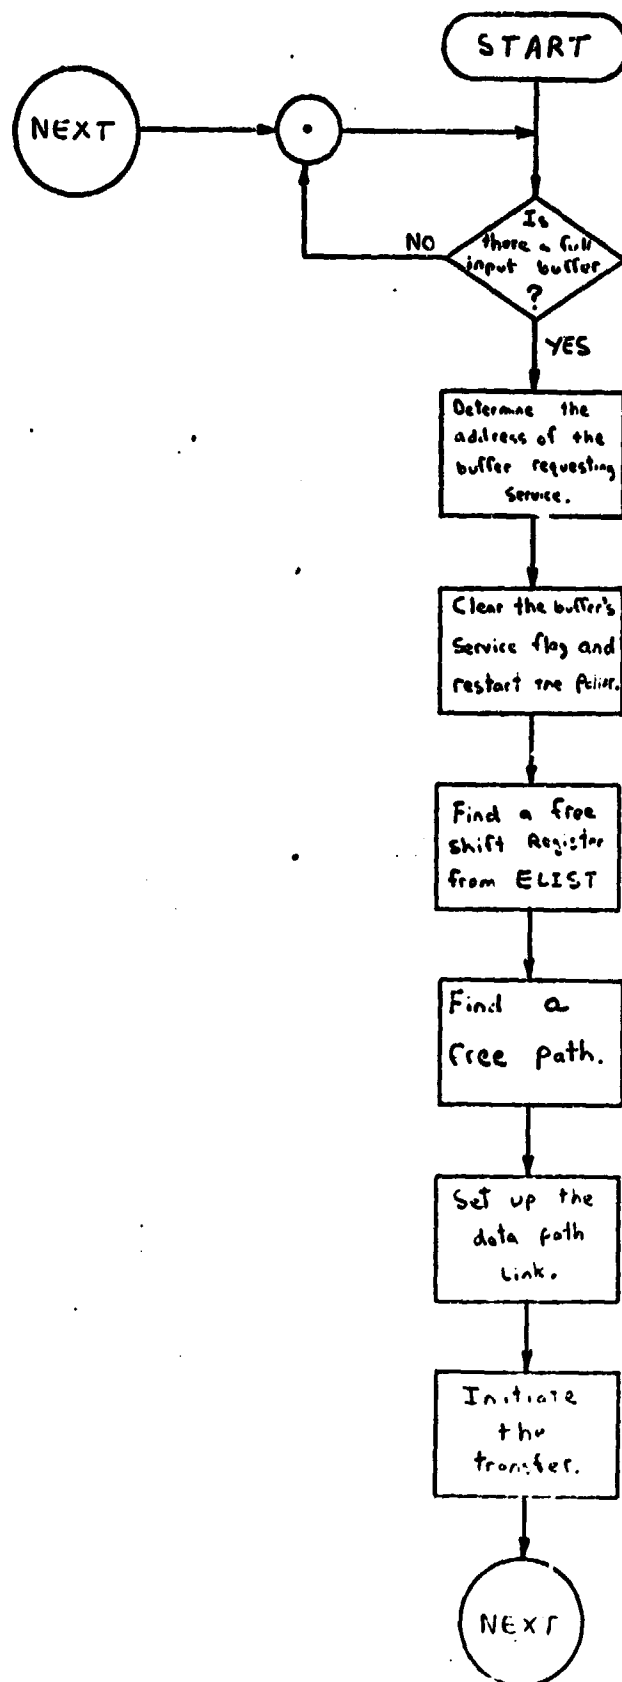 START
NEXT
Is
there a full
input buffer
?
NO
YES
Determine the
address of the
buffer requesting
Service.
Clear the buffer's
Service flag and
restart the
Find a free
Shift Register
from ELIST
Find a
free path.
Set up the
data path
Link.
Initiate
the
transfer.
NEXT